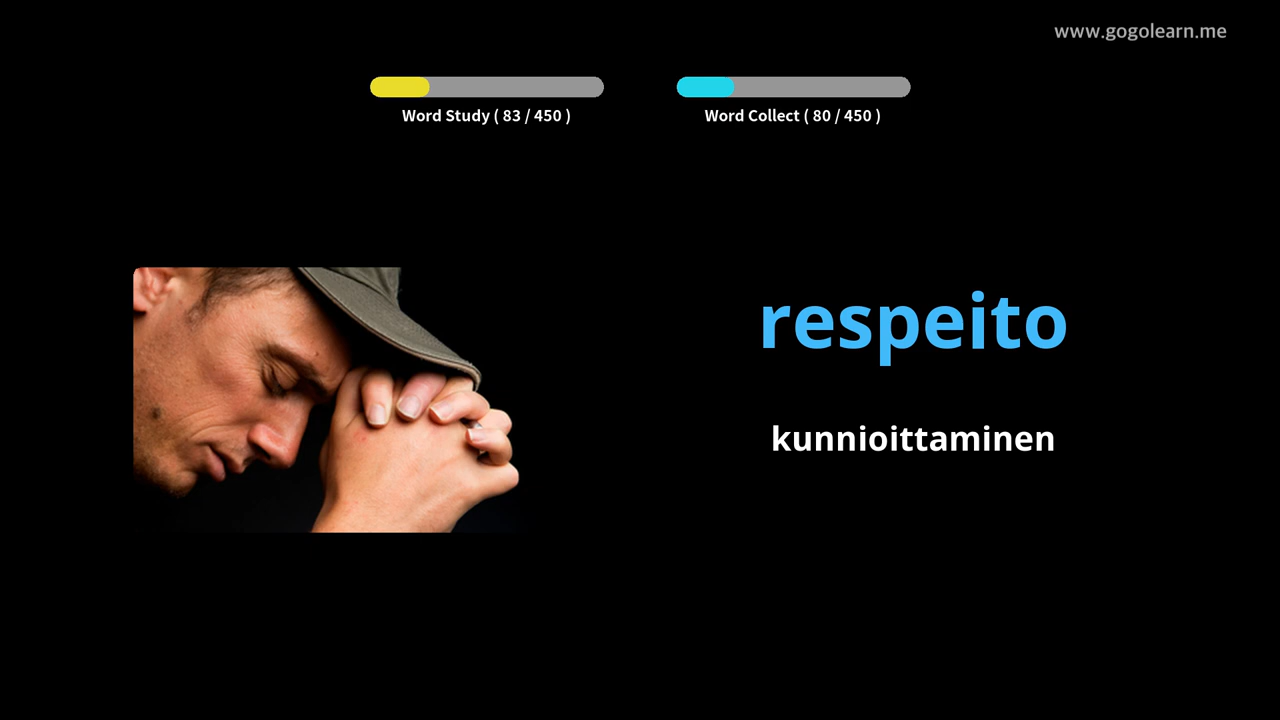 www.gogolearn.me
Word Study ( 83 / 450 )
Word Collect ( 80 / 450 )
respeito
kunnioittaminen